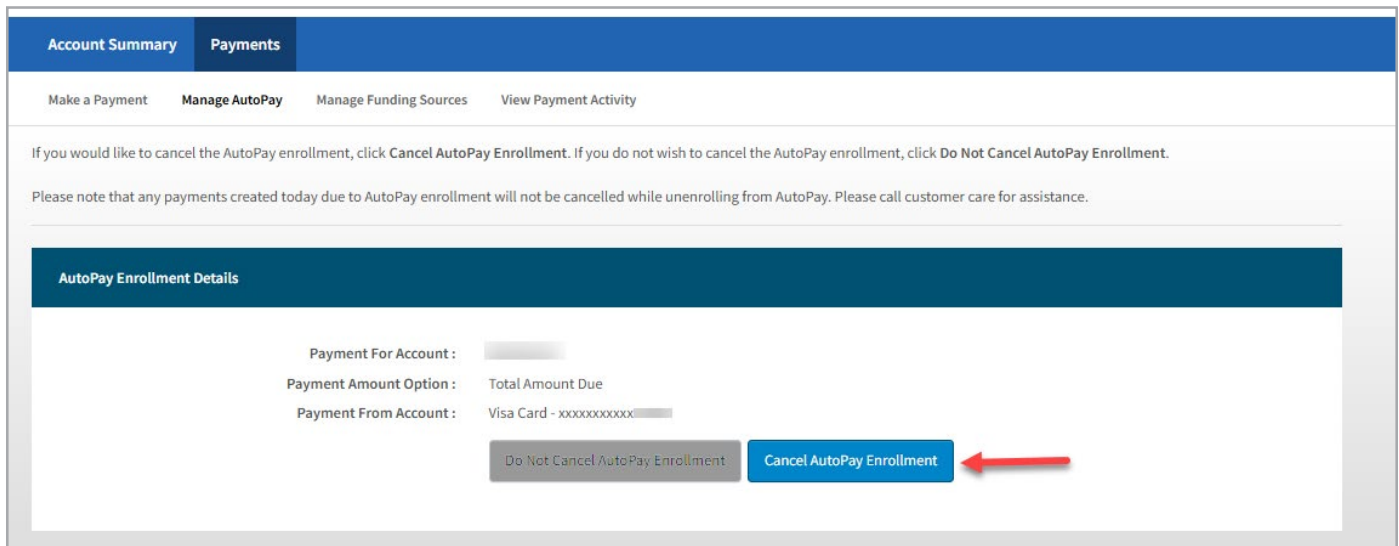 Account Summary Payments
Make a Payment Manage AutoPay Manage Funding Sources View Payment Activity
If you would like to cancel the AutoPay enrollment, click Cancel AutoPay Enrollment. If you do not wish to cancel the AutoPay enrollment, click Do Not Cancel AutoPay Enrollment.
Please note that any payments created today due to AutoPay enrollment will not be cancelled while unenrolling from AutoPay. Please call customer care for assistance.
AutoPay Enrollment Details
Payment For Account :
Payment Amount Option : Total Amount Due
Payment From Account : Visa Card - xxxxxxxxxxx
Do Not Cancel AutoPay Enrollment Cancel AutoPay Enrollment